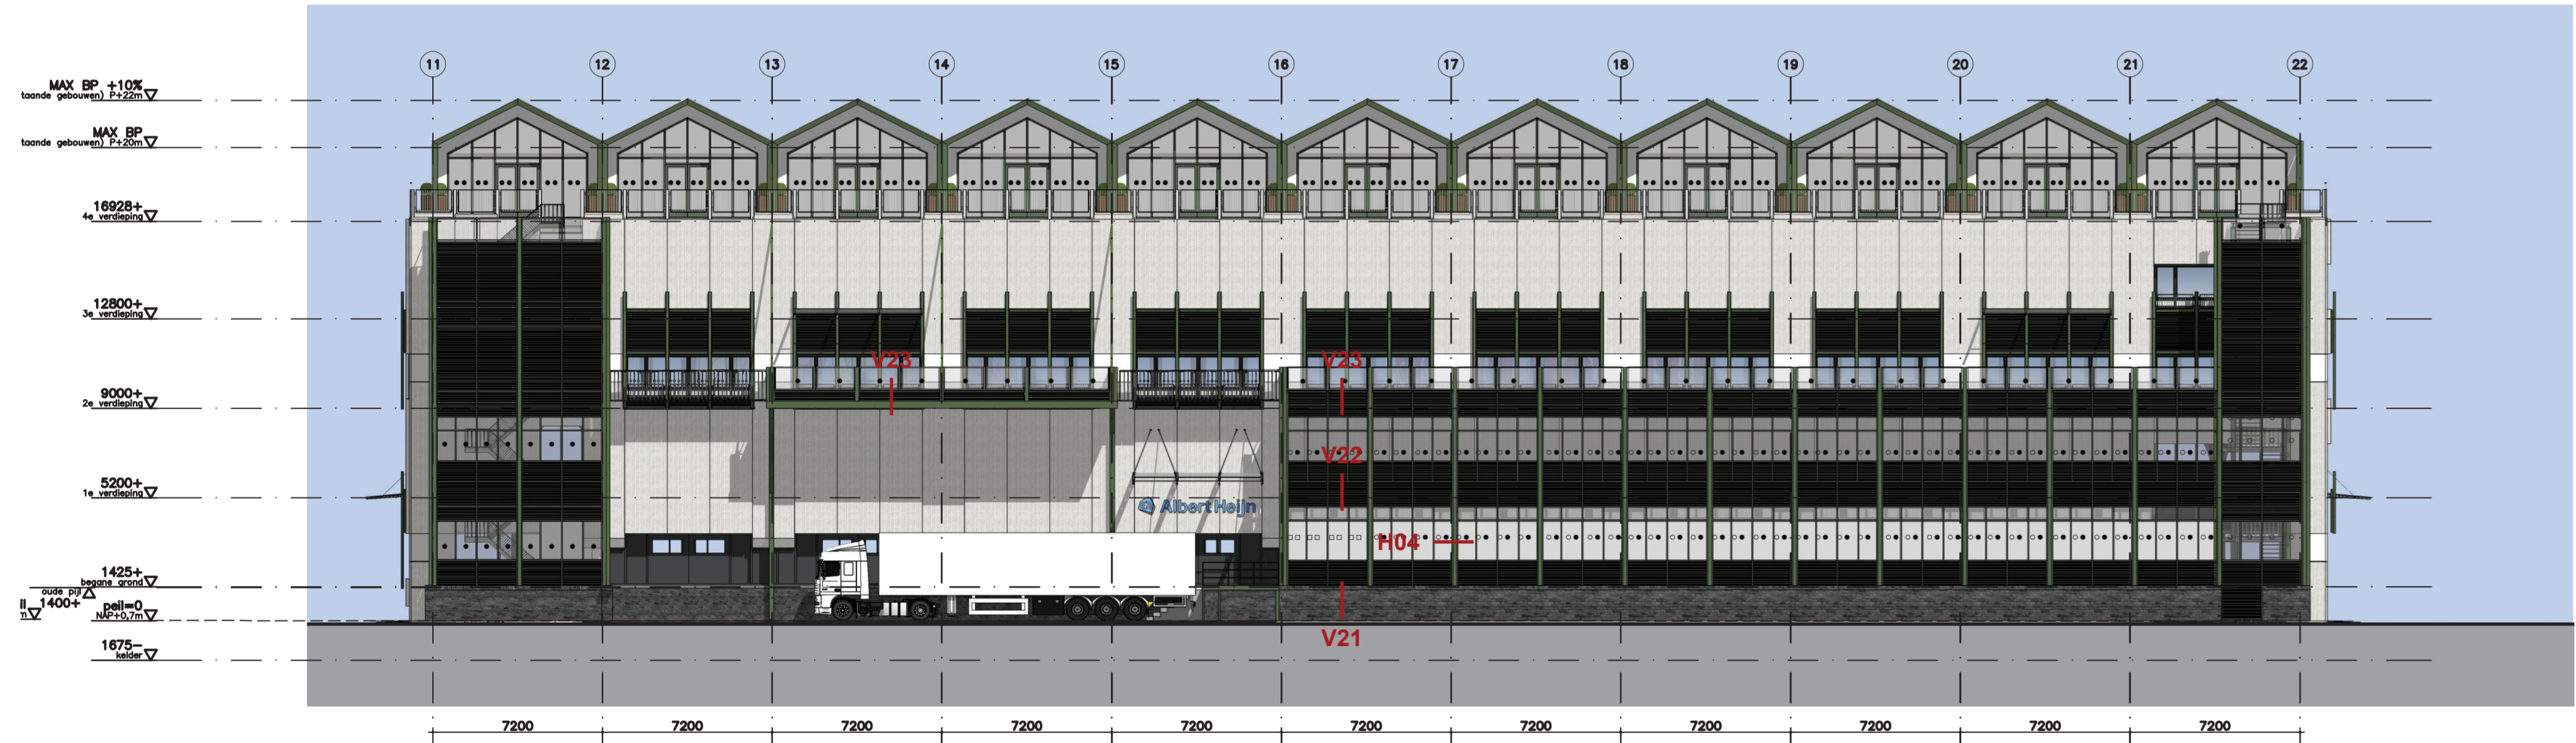 11 12 13 14 15 16 17 18 19 20 21 22
MAX BP +10%
taande gebouwen) P+22m
MAX BP
taande gebouwen) P+20m
16928+
4e verdieping
12800+
3e verdieping
V23 V23
9000+
2e verdieping
V22
5200+
1e verdieping
Albert Heijn
H04
1425+
begane grond
oude pijl
1400+
peil=0
NAP+0,7m
V21
1675-
kelder
7200 7200 7200 7200 7200 7200 7200 7200 7200 7200 7200